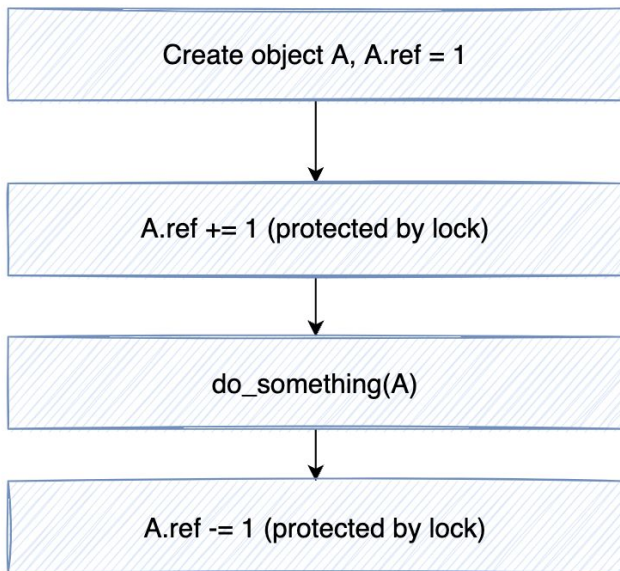 Create object A, A.ref = 1
A.ref += 1 (protected by lock)
do_something(A)
A.ref -= 1 (protected by lock)